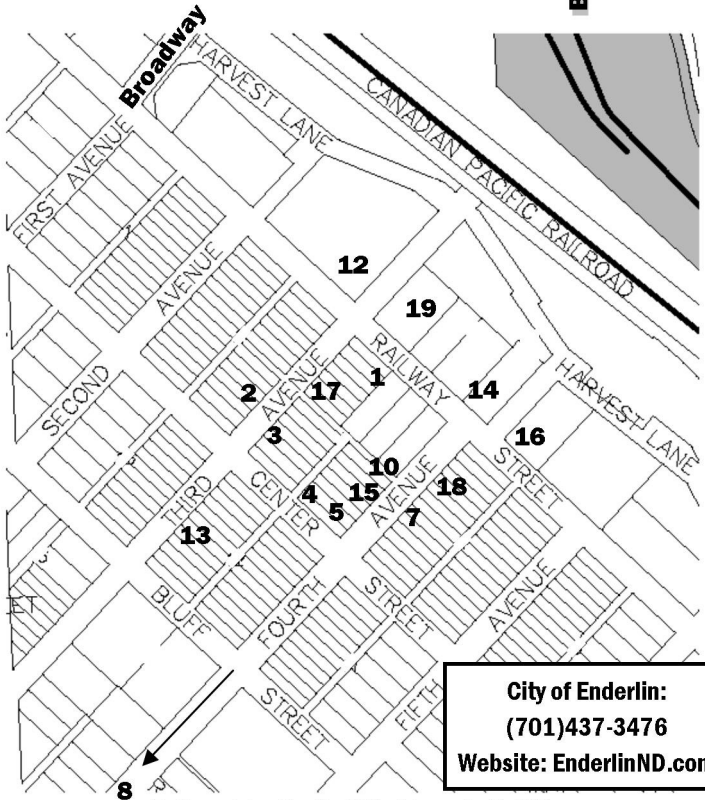 B
Broadway
HARVEST LANE
CANADIAN PACIFIC RAILROAD
FIRST AVENUE
12
AVENUE
19
RAILWAY
SECOND
2
AVENUE
17
1
14
HARVEST LANE
3
16
STREET
10
THIRD
CENTER
4
15
5
AVENUE
18
7
13
BLUFF
FOURTH
STREET
AVENUE
ET
STREET
FIFTH
8
City of Enderlin:
(701)437-3476
Website: EnderlinND.com